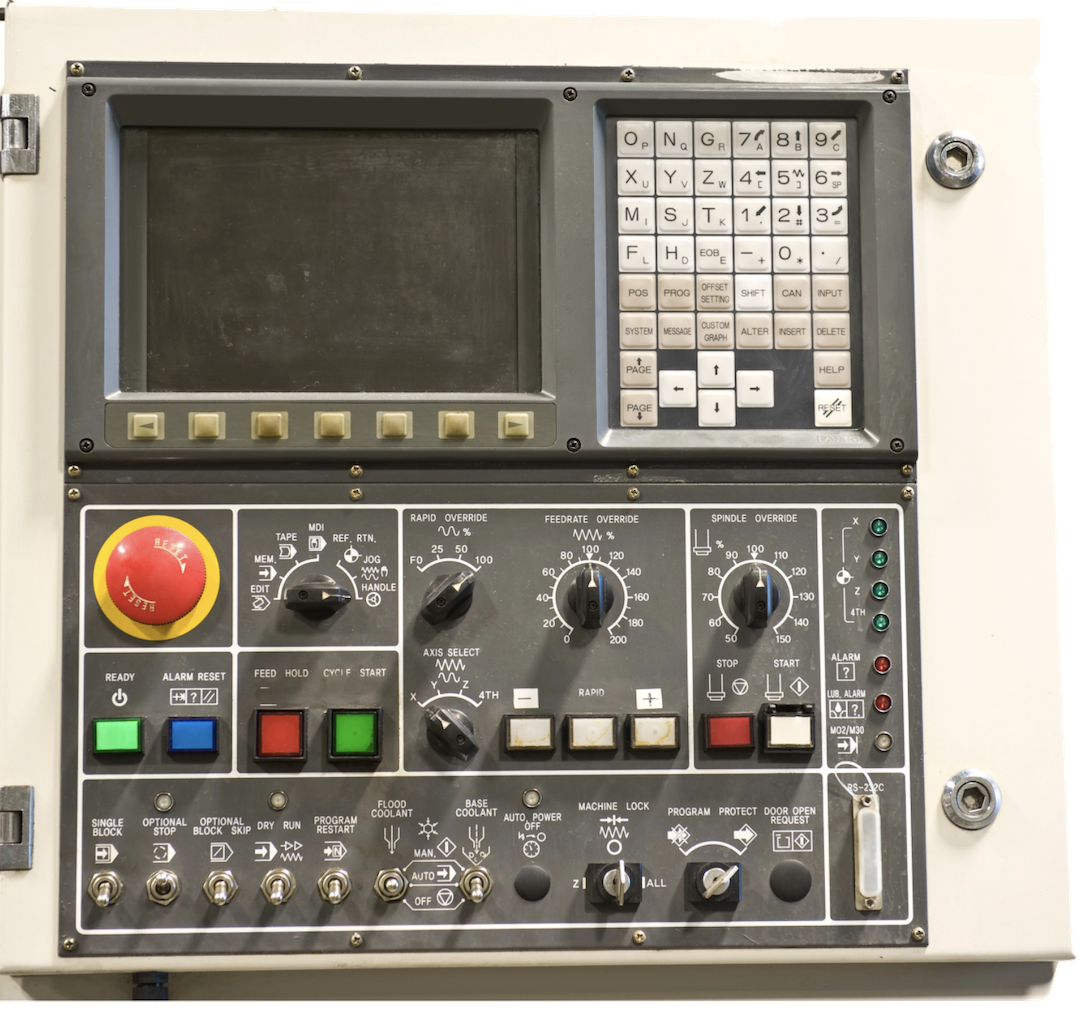 O P N Q G R 7 A 8 B 9 C
X U Y V Z W 4 [ 5 ] 6 SP
M I S J T K 1 , 2 # 3 =
F L H D EOB E - + 0 * . /
POS PROG OFFSET SETTING SHIFT CAN INPUT
SYSTEM MESSAGE CUSTOM GRAPH ALTER INSERT DELETE
PAGE HELP
PAGE RESET
RESET
RESET
MDI
TAPE REF. RTN.
MEM. JOG
EDIT HANDLE
RAPID OVERRIDE
%
25 50
F0 100
FEEDRATE OVERRIDE
%
100
80 120
60 140
40 160
20 180
0 200
SPINDLE OVERRIDE
%
100
90 110
80 120
70 130
60 140
50 150
X
Y
Z
4TH
ALARM
?
LUB. ALARM
?
M02/M30
READY
ALARM RESET
?
FEED HOLD
CYCLE START
AXIS SELECT
Y Z
X 4TH
- RAPID +
STOP START
SINGLE
BLOCK
OPTIONAL
STOP
OPTIONAL
BLOCK SKIP
DRY RUN
PROGRAM
RESTART
N
FLOOD
COOLANT
BASE
COOLANT
MAN.
AUTO
OFF
AUTO POWER
OFF
MACHINE LOCK
Z ALL
PROGRAM PROTECT
DOOR OPEN
REQUEST
RS-232C